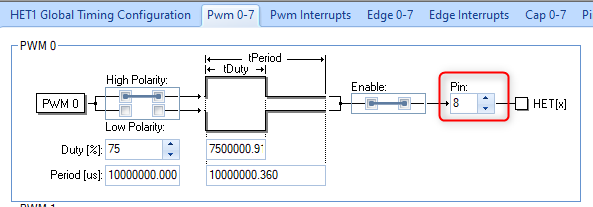 HET1 Global Timing Configuration Pwm 0-7 Pwm Interrupts Edge 0-7 Edge Interrupts Cap 0-7 Pi
PWM 0
tPeriod
tDuty
High Polarity:
Enable:
Pin:
PWM 0
8
HET[x]
Low Polarity:
Duty [%]: 75 7500000.9
Period [us]: 10000000.000 10000000.360
PWM 1